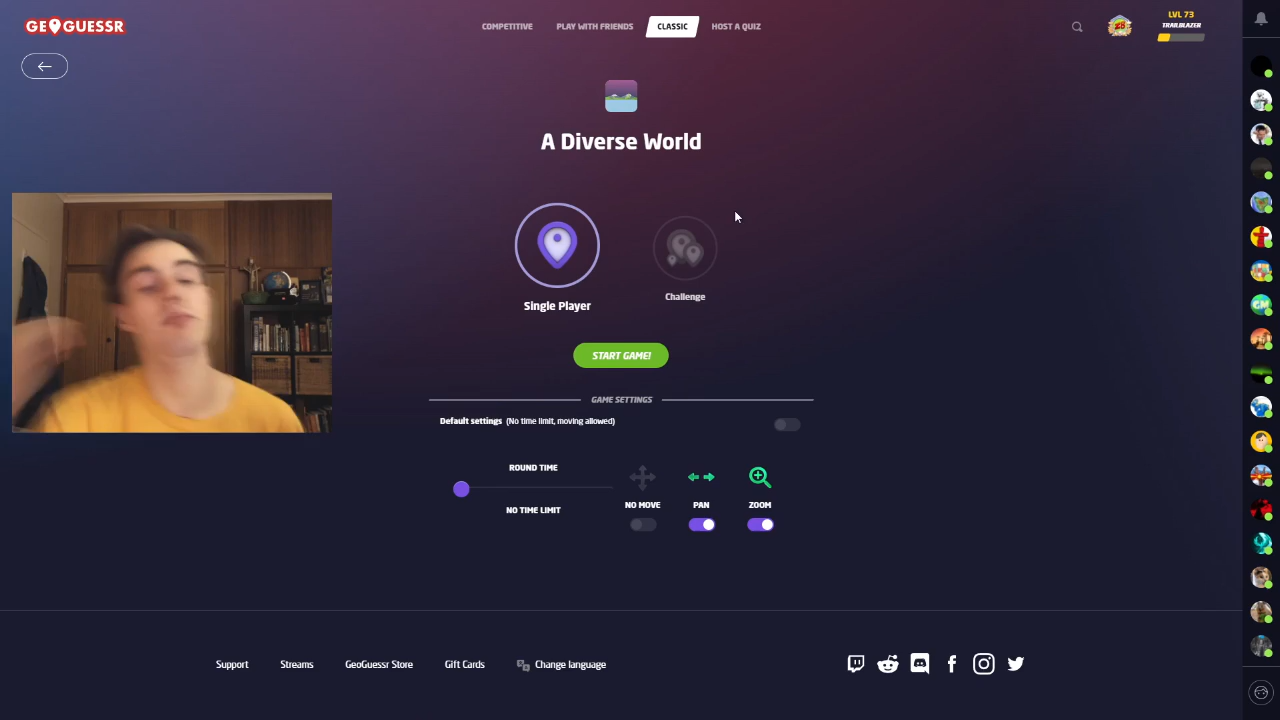 GEOGUESSR
COMPETITIVE
PLAY WITH FRIENDS
CLASSIC
HOST A QUIZ
LVL 73
TRAILBLAZER
A Diverse World
Single Player
Challenge
START GAME!
GAME SETTINGS
Default settings (No time limit, moving allowed)
ROUND TIME
NO TIME LIMIT
NO MOVE
PAN
ZOOM
Support
Streams
GeoGuessr Store
Gift Cards
Change language